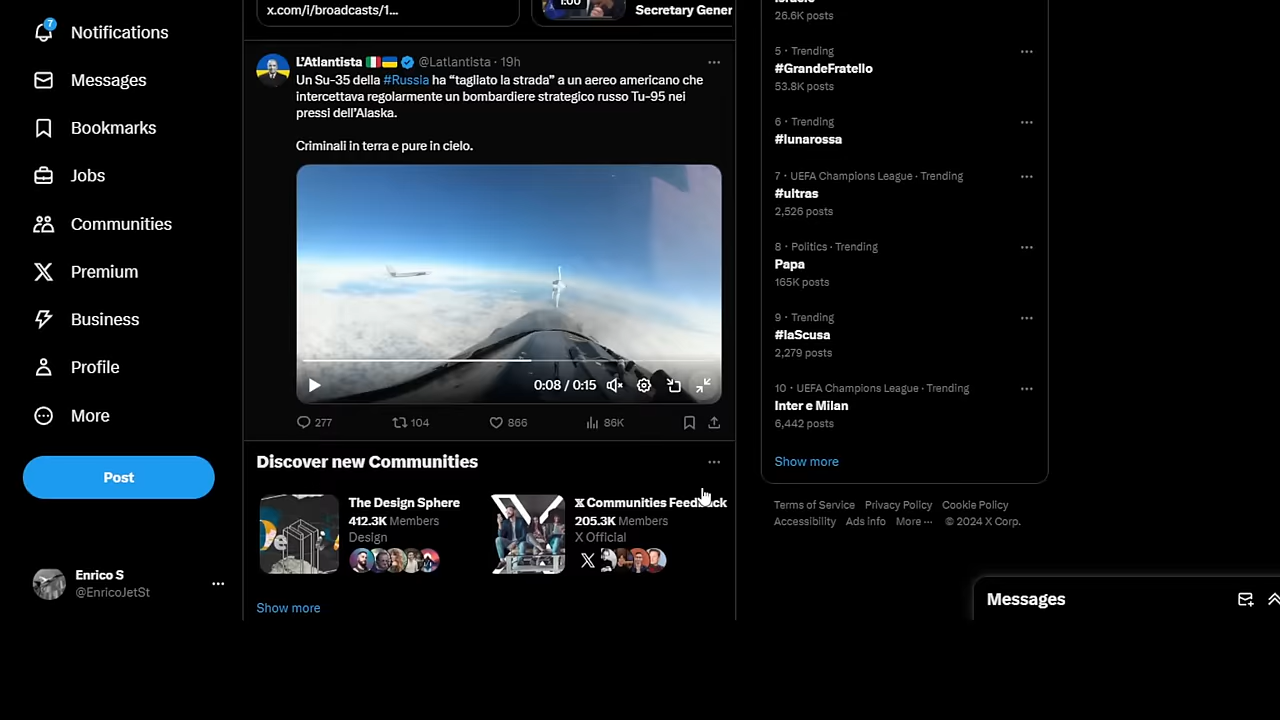 7
Notifications
Messages
Bookmarks
Jobs
Communities
Premium
Business
Profile
More
Post
Enrico S
@EnricoJetSt
x.com/i/broadcasts/1...
1:00
Secretary Gener
L'Atlantista @Latlantista · 19h
Un Su-35 della #Russia ha “tagliato la strada” a un aereo americano che
intercettava regolarmente un bombardiere strategico russo Tu-95 nei
pressi dell'Alaska.
Criminali in terra e pure in cielo.
0:08 / 0:15
277 104 866 86K
Discover new Communities
The Design Sphere
412.3K Members
Design
X Communities Feedback
205.3K Members
X Official
Show more
26.6K posts
5 · Trending
#GrandeFratello
53.8K posts
6 · Trending
#lunarossa
7 · UEFA Champions League · Trending
#ultras
2,526 posts
8 · Politics · Trending
Papa
165K posts
9 · Trending
#laScusa
2,279 posts
10 · UEFA Champions League · Trending
Inter e Milan
6,442 posts
Show more
Terms of Service Privacy Policy Cookie Policy
Accessibility Ads info More ··· © 2024 X Corp.
Messages